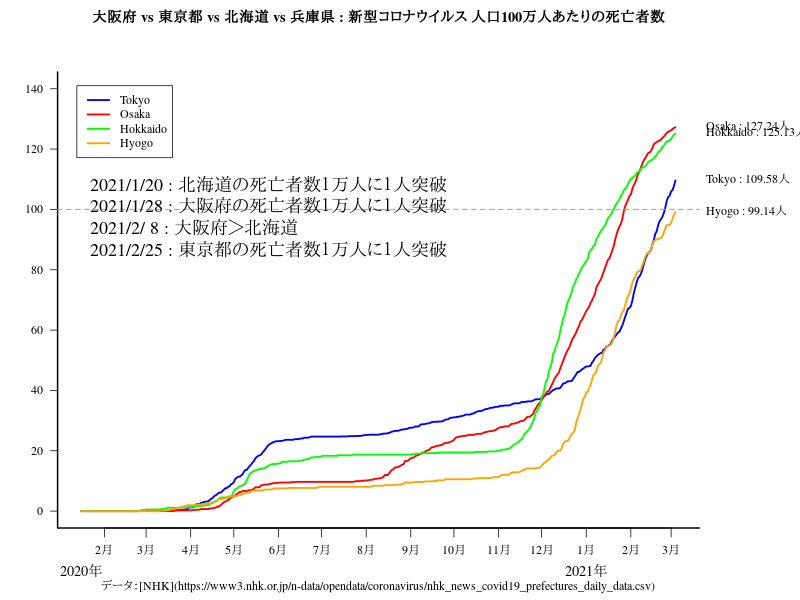 大阪府 vs 東京都 vs 北海道 vs 兵庫県 : 新型コロナウイルス 人口100万人あたりの死亡者数
140
120
100
80
60
40
20
0
Tokyo
Osaka
Hokkaido
Hyogo
2021/1/20 : 北海道の死亡者数1万人に1人突破
2021/1/28 : 大阪府の死亡者数1万人に1人突破
2021/2/ 8 : 大阪府＞北海道
2021/2/25 : 東京都の死亡者数1万人に1人突破
Osaka : 127.24人
Hokkaido : 125.13人
Tokyo : 109.58人
Hyogo : 99.14人
2月 3月 4月 5月 6月 7月 8月 9月 10月 11月 12月 1月 2月 3月
2020年 2021年
データ：[NHK](https://www3.nhk.or.jp/n-data/opendata/coronavirus/nhk_news_covid19_prefectures_daily_data.csv)